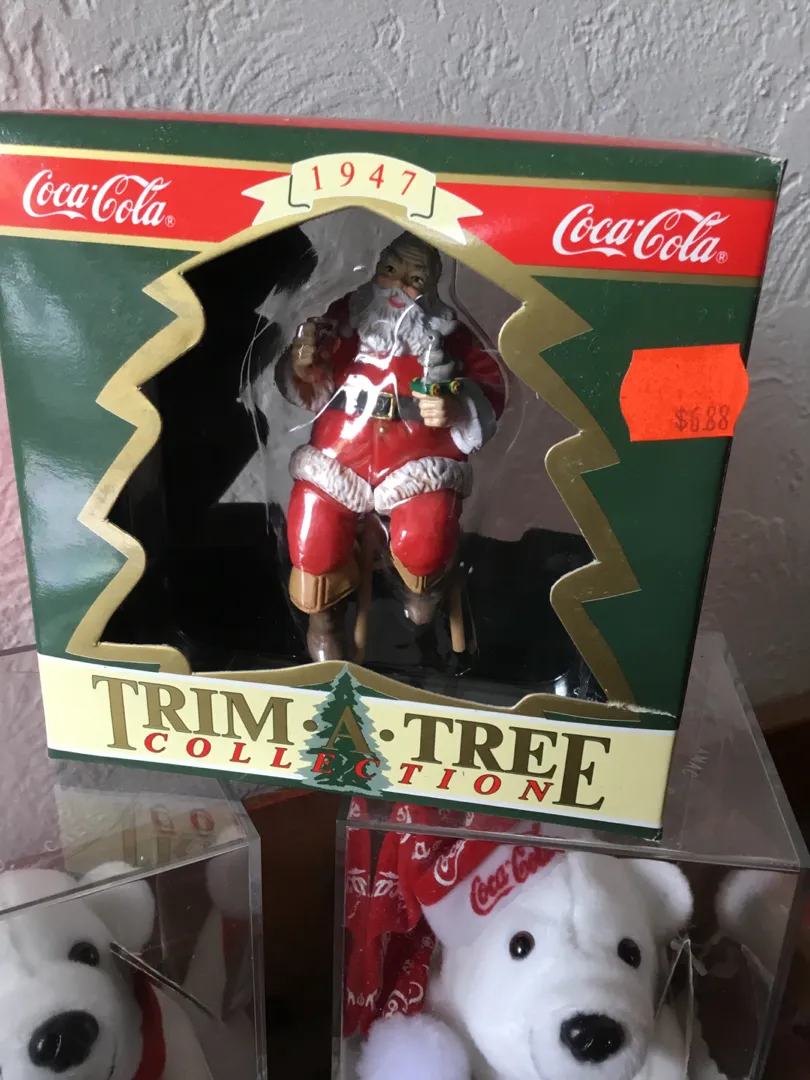 1947
Coca-Cola®
Coca-Cola®
$6.88
TRIM·A·TREE
COLLECTION
Coca-Cola